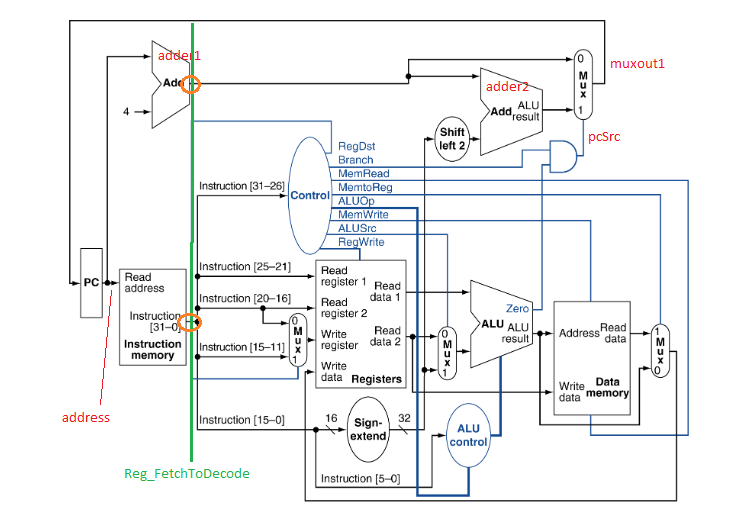 adder1
Add
4
muxout1
0
Mux
1
adder2
Add
ALU
result
pcSrc
Shift
left 2
RegDst
Branch
MemRead
MemtoReg
ALUOp
MemWrite
ALUSrc
RegWrite
Control
Instruction [31–26]
Instruction [25–21]
Instruction [20–16]
Instruction [15–11]
Instruction [15–0]
Instruction [5–0]
PC
Read
address
Instruction
[31–0]
Instruction
memory
address
0
Mux
1
Read
register 1
Read
register 2
Write
register
Write
data
Read
data 1
Read
data 2
Registers
0
Mux
1
Zero
ALU
ALU
result
Address
Read
data
Write
data
Data
memory
1
Mux
0
16
Sign-
extend
32
ALU
control
Reg_FetchToDecode